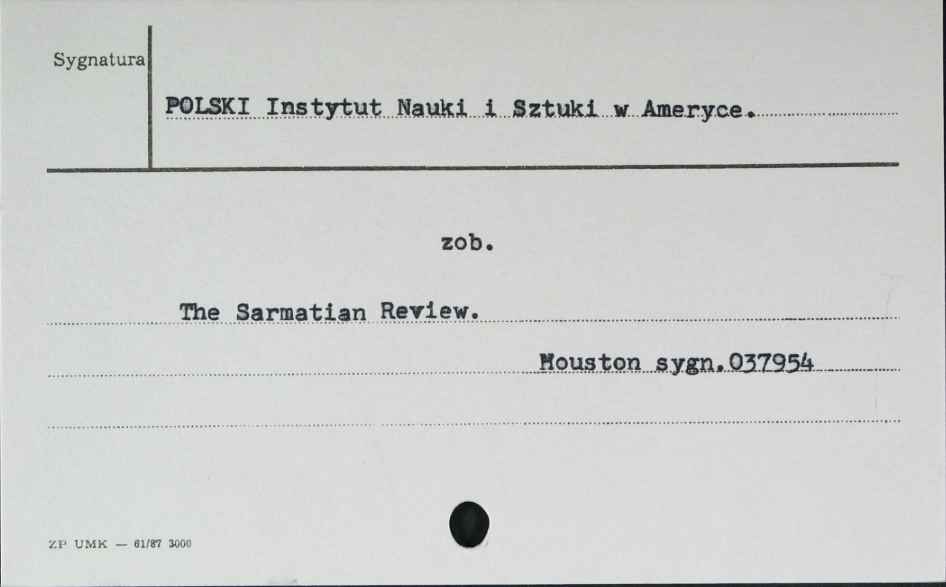 Sygnatura
POLSKI Instytut Nauki i Sztuki w Ameryce.
zob.
The Sarmatian Review.
Houston sygn.037954
ZP UMK — 61/87 3000